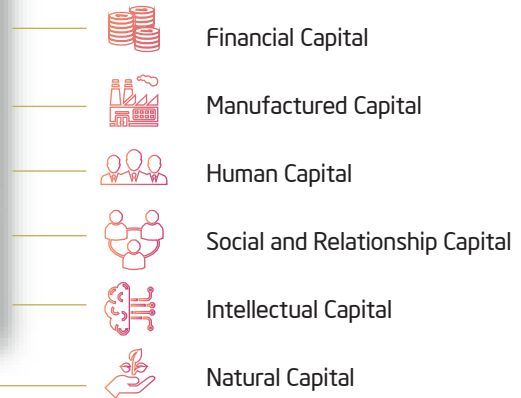 Financial Capital
Manufactured Capital
Human Capital
Social and Relationship Capital
Intellectual Capital
Natural Capital